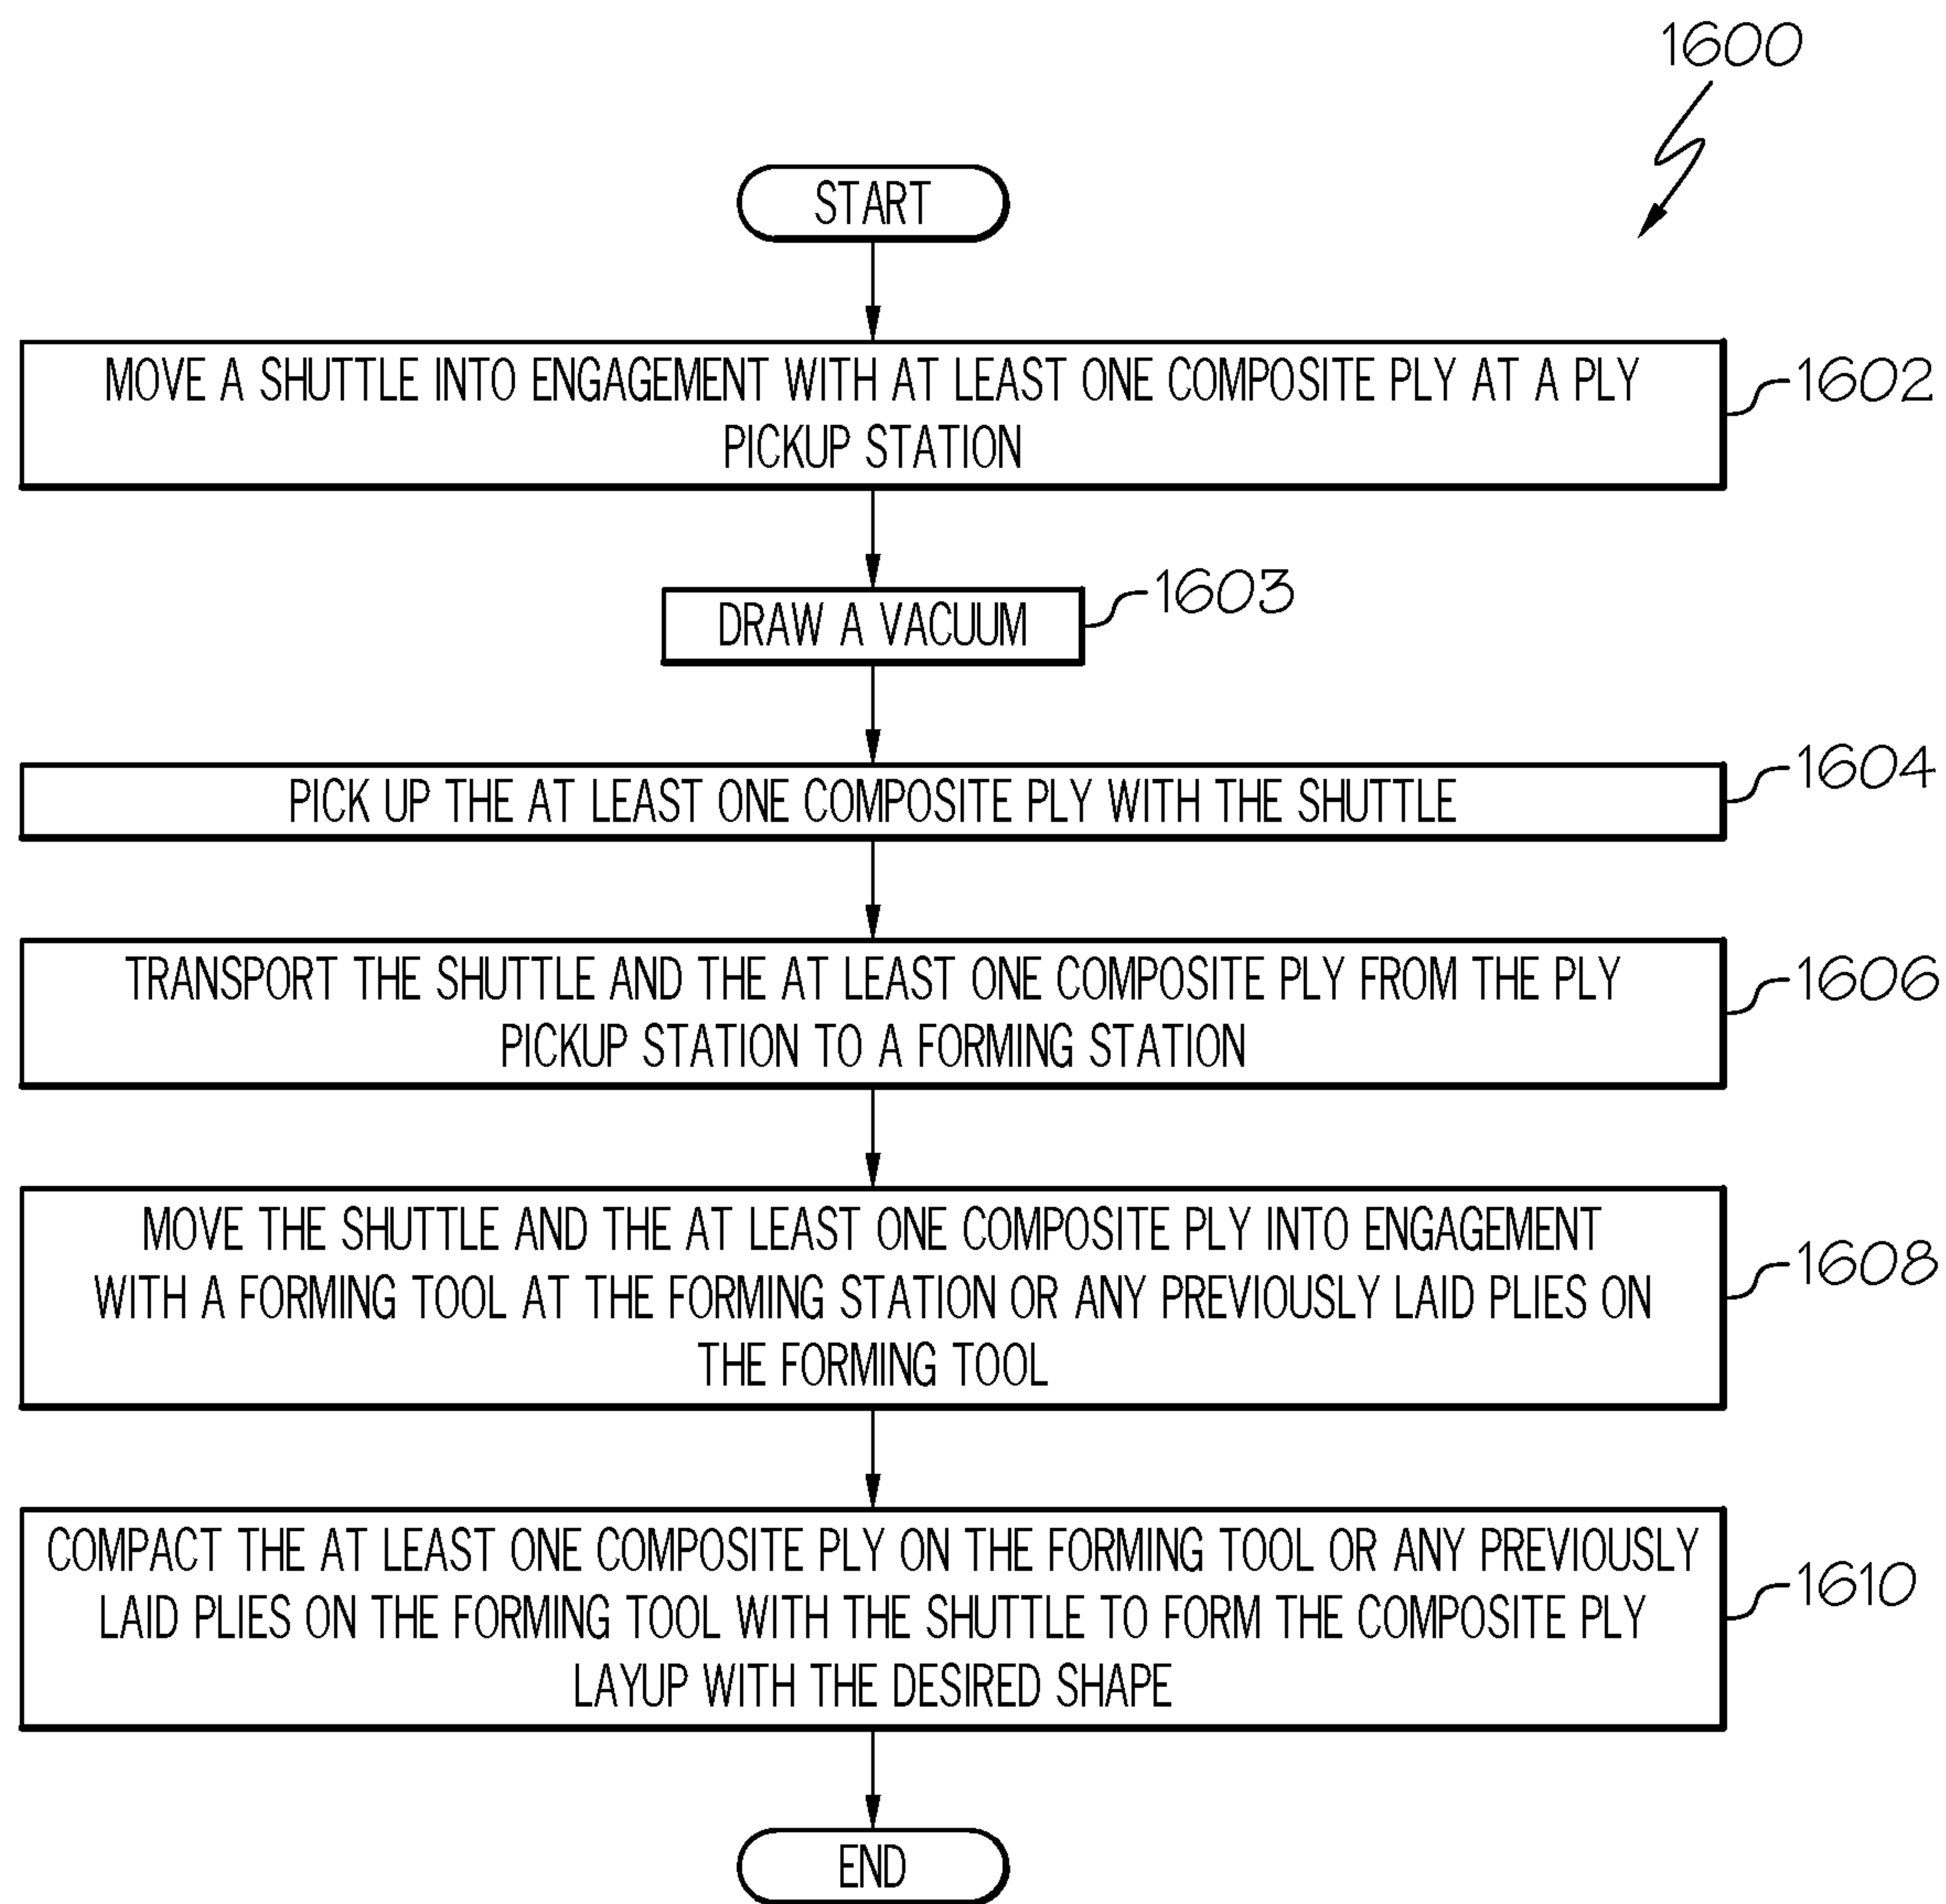 1600
START
MOVE A SHUTTLE INTO ENGAGEMENT WITH AT LEAST ONE COMPOSITE PLY AT A PLY
PICKUP STATION
1602
DRAW A VACUUM
1603
PICK UP THE AT LEAST ONE COMPOSITE PLY WITH THE SHUTTLE
1604
TRANSPORT THE SHUTTLE AND THE AT LEAST ONE COMPOSITE PLY FROM THE PLY
PICKUP STATION TO A FORMING STATION
1606
MOVE THE SHUTTLE AND THE AT LEAST ONE COMPOSITE PLY INTO ENGAGEMENT
WITH A FORMING TOOL AT THE FORMING STATION OR ANY PREVIOUSLY LAID PLIES ON
THE FORMING TOOL
1608
COMPACT THE AT LEAST ONE COMPOSITE PLY ON THE FORMING TOOL OR ANY PREVIOUSLY
LAID PLIES ON THE FORMING TOOL WITH THE SHUTTLE TO FORM THE COMPOSITE PLY
LAYUP WITH THE DESIRED SHAPE
1610
END